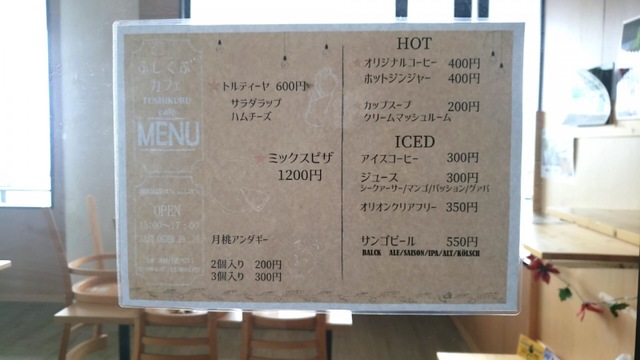 ふしくぶ
カフェ
cafe
MENU
OPEN
11:00~17:00
トルティーヤ 600円
サラダラップ
ハムチーズ
ミックスピザ
1200円
月桃アンダギー
2個入り 200円
3個入り 300円
HOT
オリジナルコーヒー 400円
ホットジンジャー 400円
カップスープ 200円
クリームマッシュルーム
ICED
アイスコーヒー 300円
ジュース 300円
シークァーサー/マンゴ/パッション/グァバ
オリオンクリアフリー 350円
サンゴビール 550円
BALCK ALE/SAISON/IPA/ALT/KÖLSCH